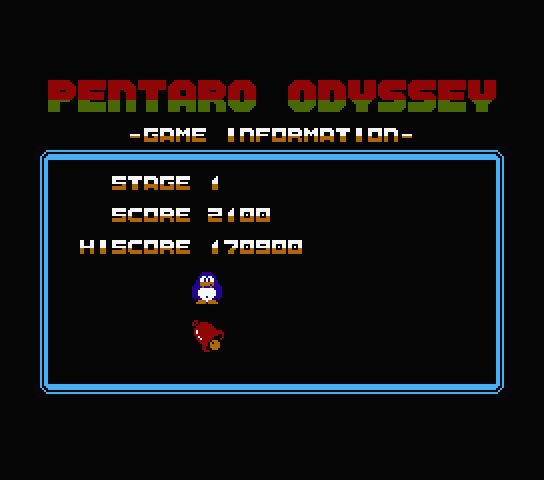 PENTARO ODYSSEY
-GAME INFORMATION-
STAGE 1
SCORE 2100
HISCORE 170900